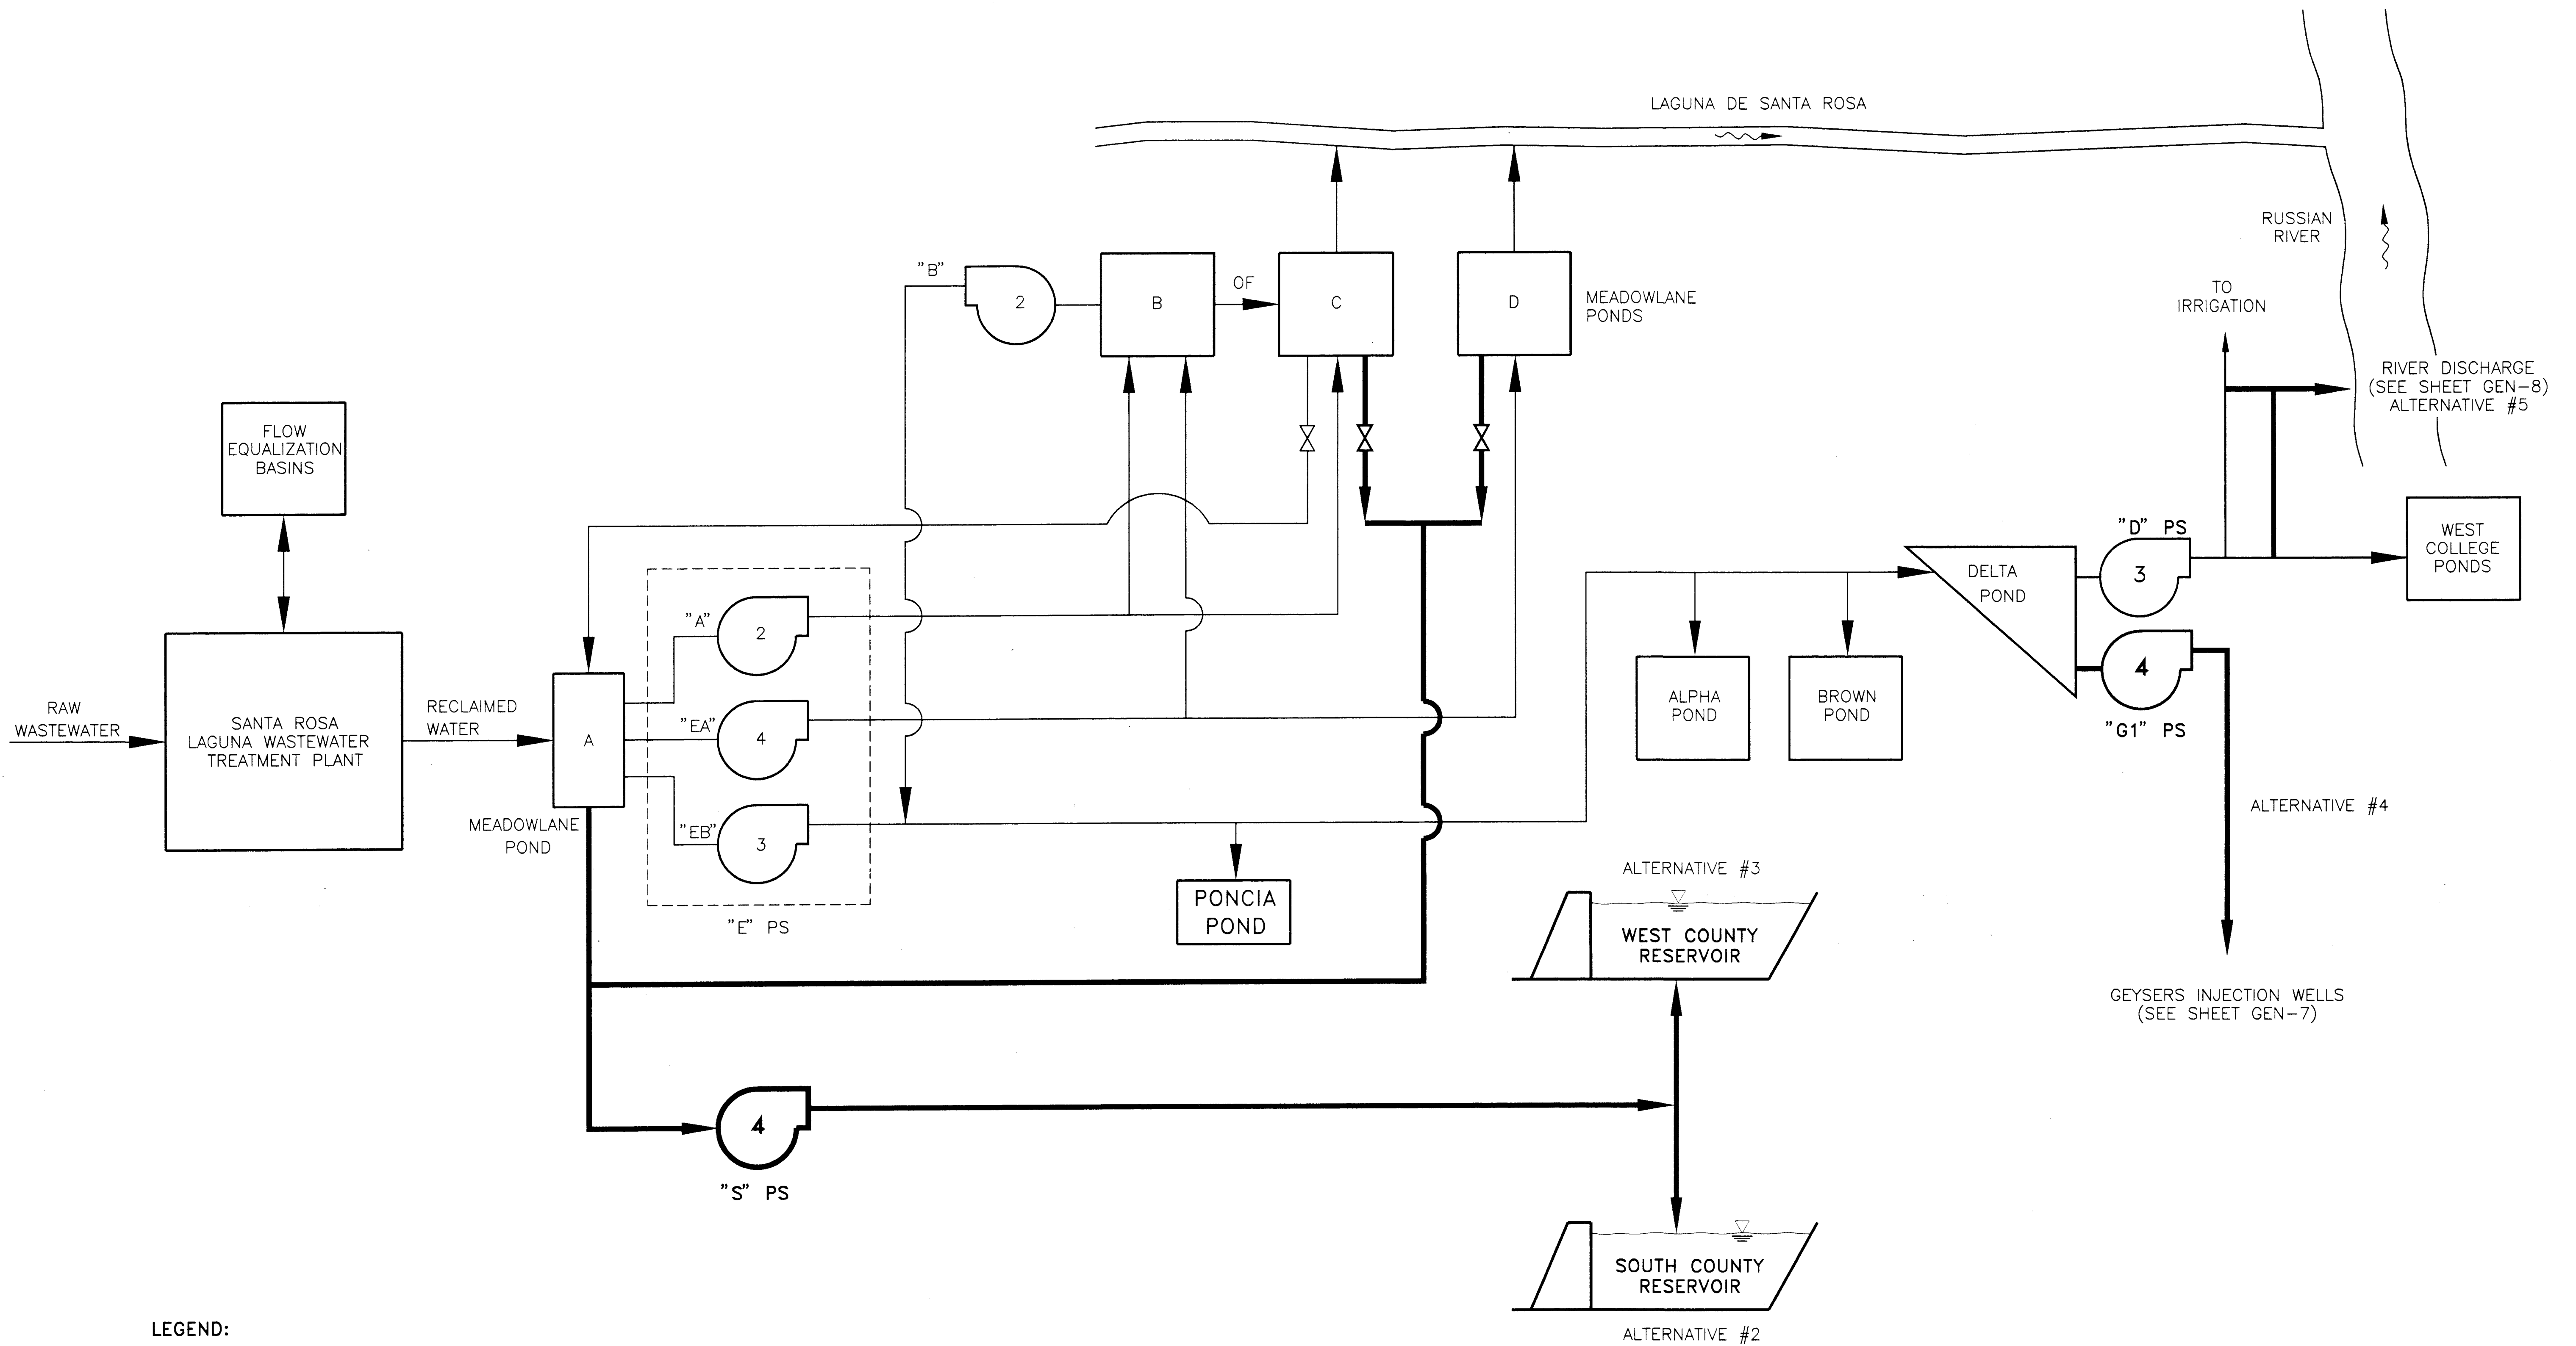 LAGUNA DE SANTA ROSA
RUSSIAN
RIVER
"B"
2
B
OF
C
D
MEADOWLANE
PONDS
TO
IRRIGATION
RIVER DISCHARGE
(SEE SHEET GEN-8)
ALTERNATIVE #5
FLOW
EQUALIZATION
BASINS
"D" PS
3
WEST
COLLEGE
PONDS
DELTA
POND
"A"
2
RAW
WASTEWATER
SANTA ROSA
LAGUNA WASTEWATER
TREATMENT PLANT
RECLAIMED
WATER
A
"EA"
4
ALPHA
POND
BROWN
POND
4
"G1" PS
MEADOWLANE
POND
"EB"
3
ALTERNATIVE #4
"E" PS
PONCIA
POND
ALTERNATIVE #3
WEST COUNTY
RESERVOIR
GEYSERS INJECTION WELLS
(SEE SHEET GEN-7)
4
"S" PS
SOUTH COUNTY
RESERVOIR
ALTERNATIVE #2
LEGEND: